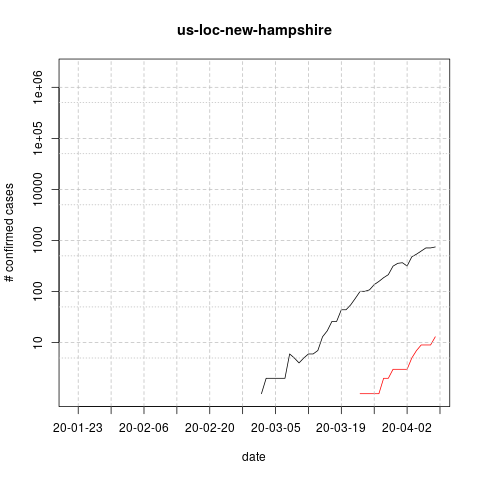 us-loc-new-hampshire
# confirmed cases
1e+06
1e+05
10000
1000
100
10
20-01-23 20-02-06 20-02-20 20-03-05 20-03-19 20-04-02
date